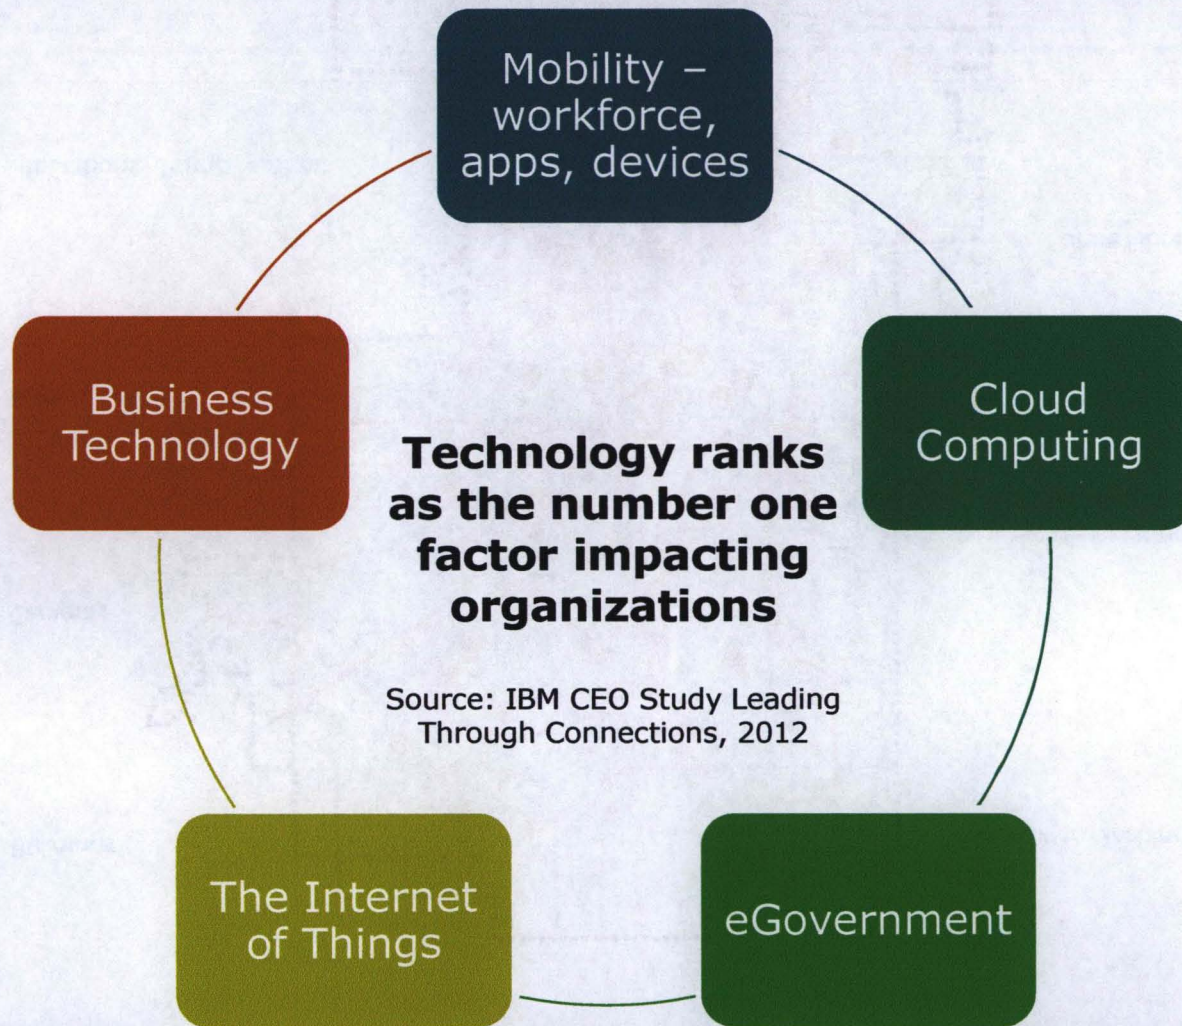 Mobility –
workforce,
apps, devices
Business
Technology
Cloud
Computing
Technology ranks
as the number one
factor impacting
organizations
Source: IBM CEO Study Leading
Through Connections, 2012
The Internet
of Things
eGovernment